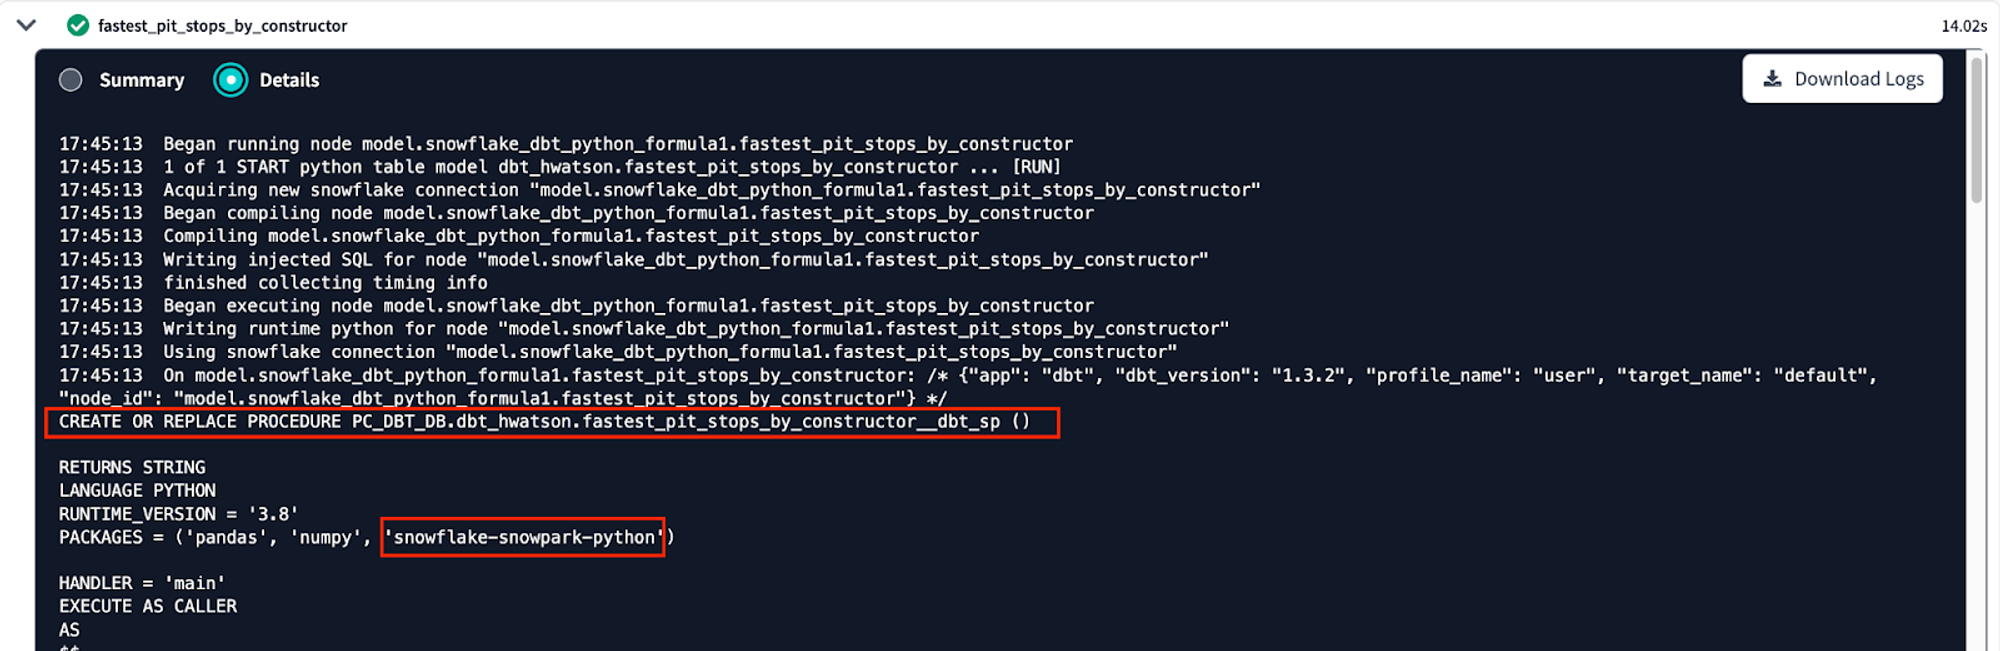 fastest_pit_stops_by_constructor
14.02s
Summary
Details
Download Logs
17:45:13  Began running node model.snowflake_dbt_python_formula1.fastest_pit_stops_by_constructor
17:45:13  1 of 1 START python table model dbt_hwatson.fastest_pit_stops_by_constructor ... [RUN]
17:45:13  Acquiring new snowflake connection "model.snowflake_dbt_python_formula1.fastest_pit_stops_by_constructor"
17:45:13  Began compiling node model.snowflake_dbt_python_formula1.fastest_pit_stops_by_constructor
17:45:13  Compiling model.snowflake_dbt_python_formula1.fastest_pit_stops_by_constructor
17:45:13  Writing injected SQL for node "model.snowflake_dbt_python_formula1.fastest_pit_stops_by_constructor"
17:45:13  finished collecting timing info
17:45:13  Began executing node model.snowflake_dbt_python_formula1.fastest_pit_stops_by_constructor
17:45:13  Writing runtime python for node "model.snowflake_dbt_python_formula1.fastest_pit_stops_by_constructor"
17:45:13  Using snowflake connection "model.snowflake_dbt_python_formula1.fastest_pit_stops_by_constructor"
17:45:13  On model.snowflake_dbt_python_formula1.fastest_pit_stops_by_constructor: /* {"app": "dbt", "dbt_version": "1.3.2", "profile_name": "user", "target_name": "default",
"node_id": "model.snowflake_dbt_python_formula1.fastest_pit_stops_by_constructor"} */
CREATE OR REPLACE PROCEDURE PC_DBT_DB.dbt_hwatson.fastest_pit_stops_by_constructor__dbt_sp ()
RETURNS STRING
LANGUAGE PYTHON
RUNTIME_VERSION = '3.8'
PACKAGES = ('pandas', 'numpy', 'snowflake-snowpark-python')
HANDLER = 'main'
EXECUTE AS CALLER
AS
$$